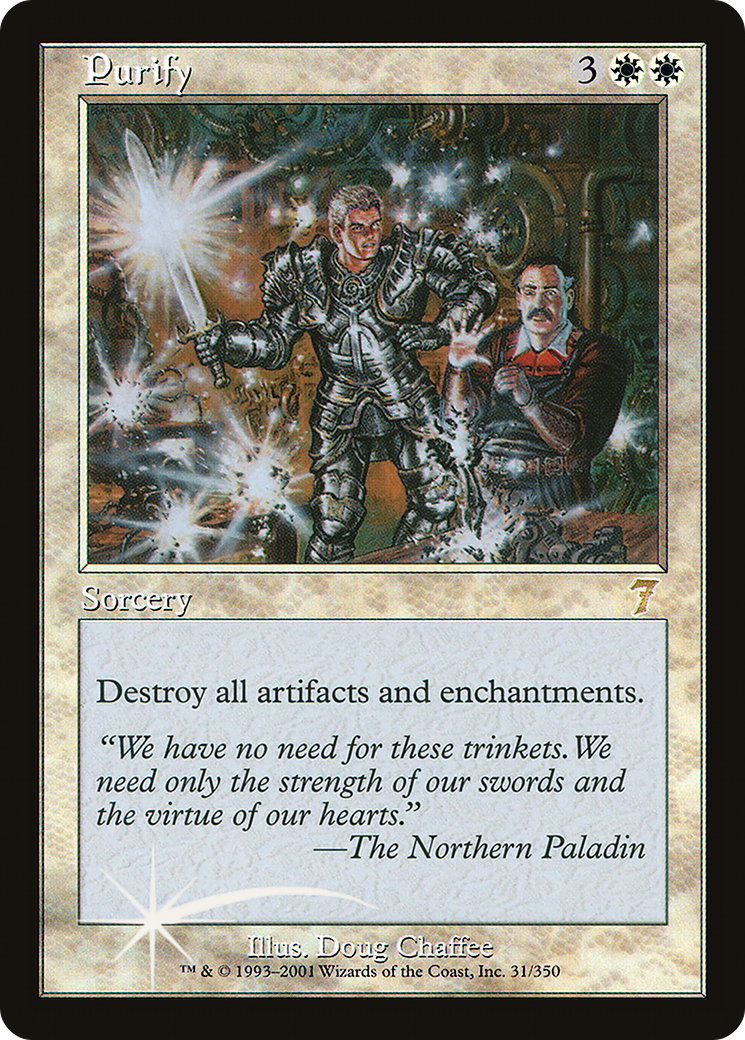 Purify 3
Sorcery 7
Destroy all artifacts and enchantments.
“We have no need for these trinkets. We
need only the strength of our swords and
the virtue of our hearts.”
—The Northern Paladin
Illus. Doug Chaffee
™ & © 1993–2001 Wizards of the Coast, Inc. 31/350